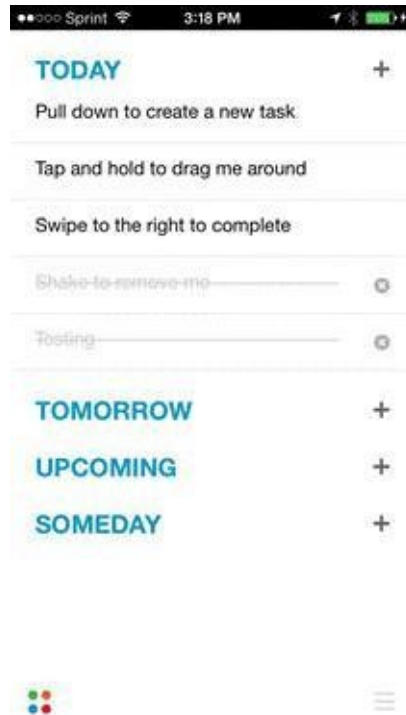 Sprint 3:18 PM
TODAY
Pull down to create a new task
Tap and hold to drag me around
Swipe to the right to complete
Shake to remove me
Testing
TOMORROW
UPCOMING
SOMEDAY